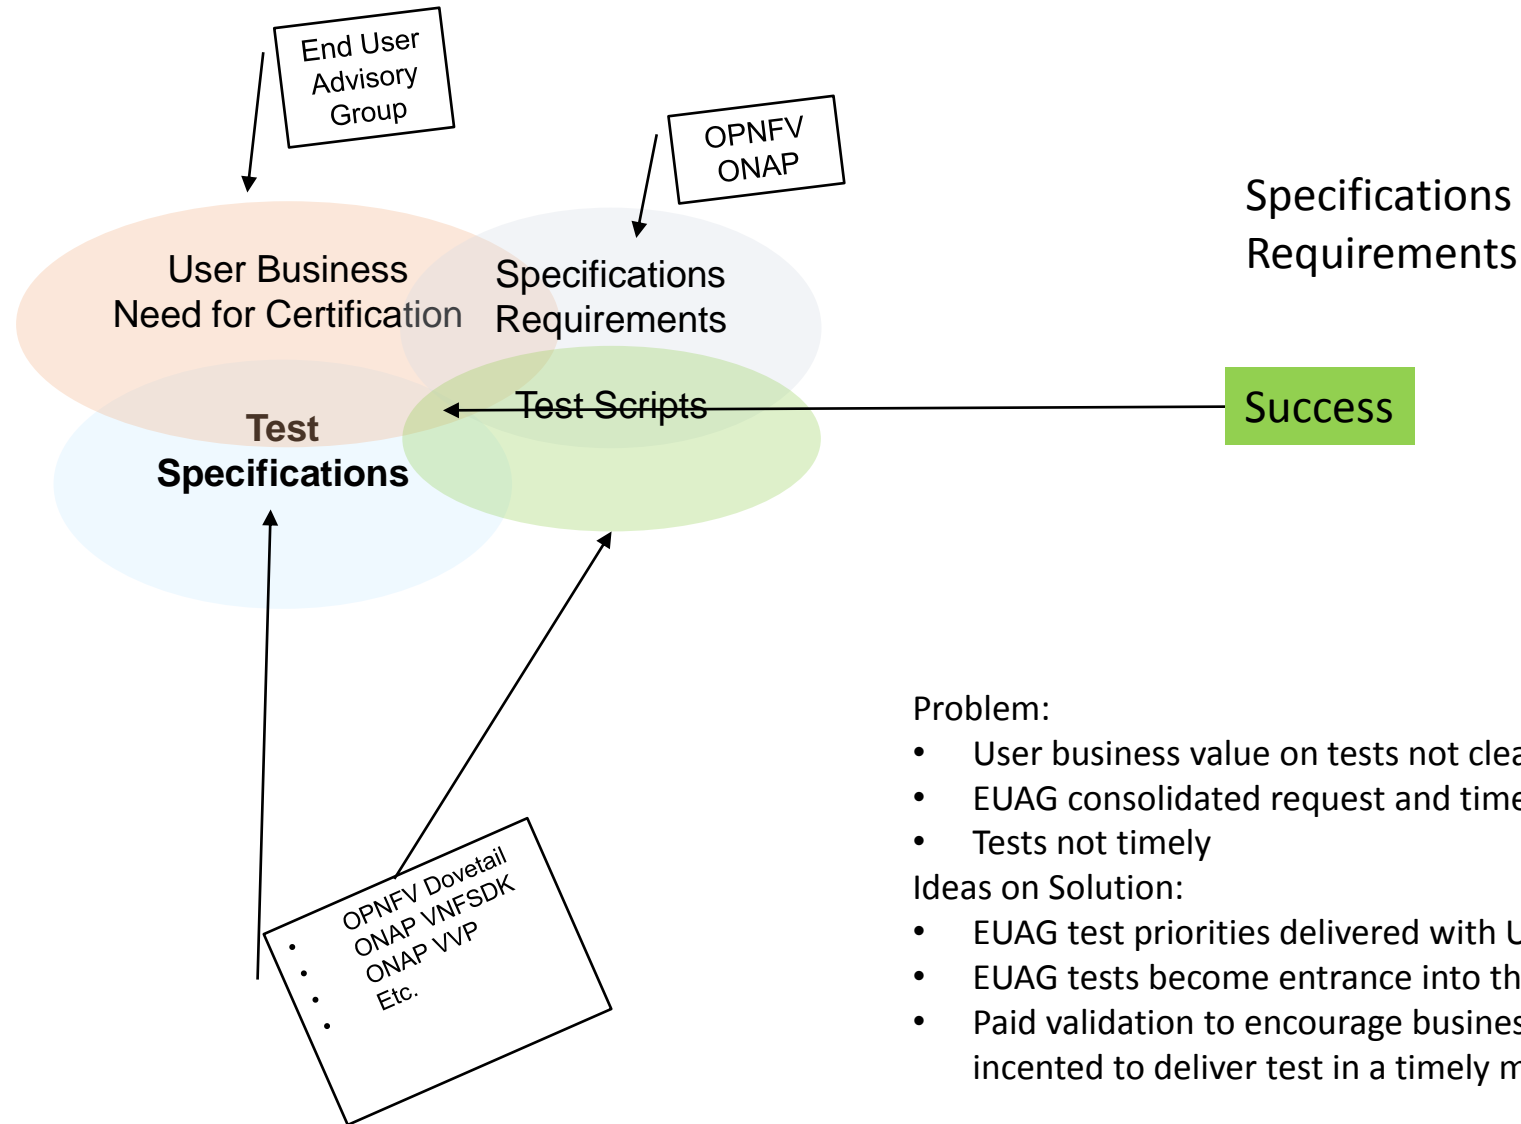 End User
Advisory
Group
OPNFV
ONAP
Specifications
Requirements
User Business
Need for Certification
Specifications
Requirements
Test Scripts
Success
Test
Specifications
Problem:
• User business value on tests not clea
• EUAG consolidated request and time
• Tests not timely
Ideas on Solution:
• EUAG test priorities delivered with U
• EUAG tests become entrance into th
• Paid validation to encourage busines
incented to deliver test in a timely m
• OPNFV Dovetail
• ONAP VNFSDK
• ONAP VVP
• Etc.